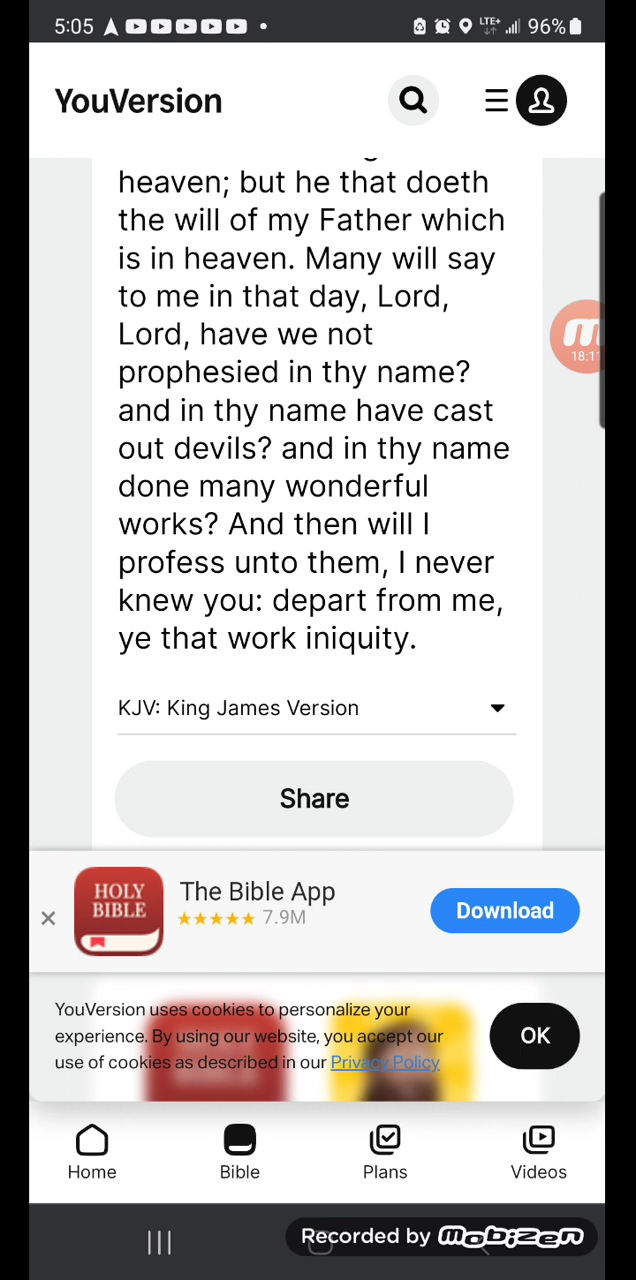 5:05 LTE+ 96%
YouVersion
heaven; but he that doeth
the will of my Father which
is in heaven. Many will say
to me in that day, Lord,
Lord, have we not
prophesied in thy name?
and in thy name have cast
out devils? and in thy name
done many wonderful
works? And then will I
profess unto them, I never
knew you: depart from me,
ye that work iniquity.
18:11
KJV: King James Version
Share
HOLY
BIBLE
The Bible App
7.9M
Download
YouVersion uses cookies to personalize your
experience. By using our website, you accept our
use of cookies as described in our Privacy Policy
OK
Home Bible Plans Videos
Recorded by Mobizen